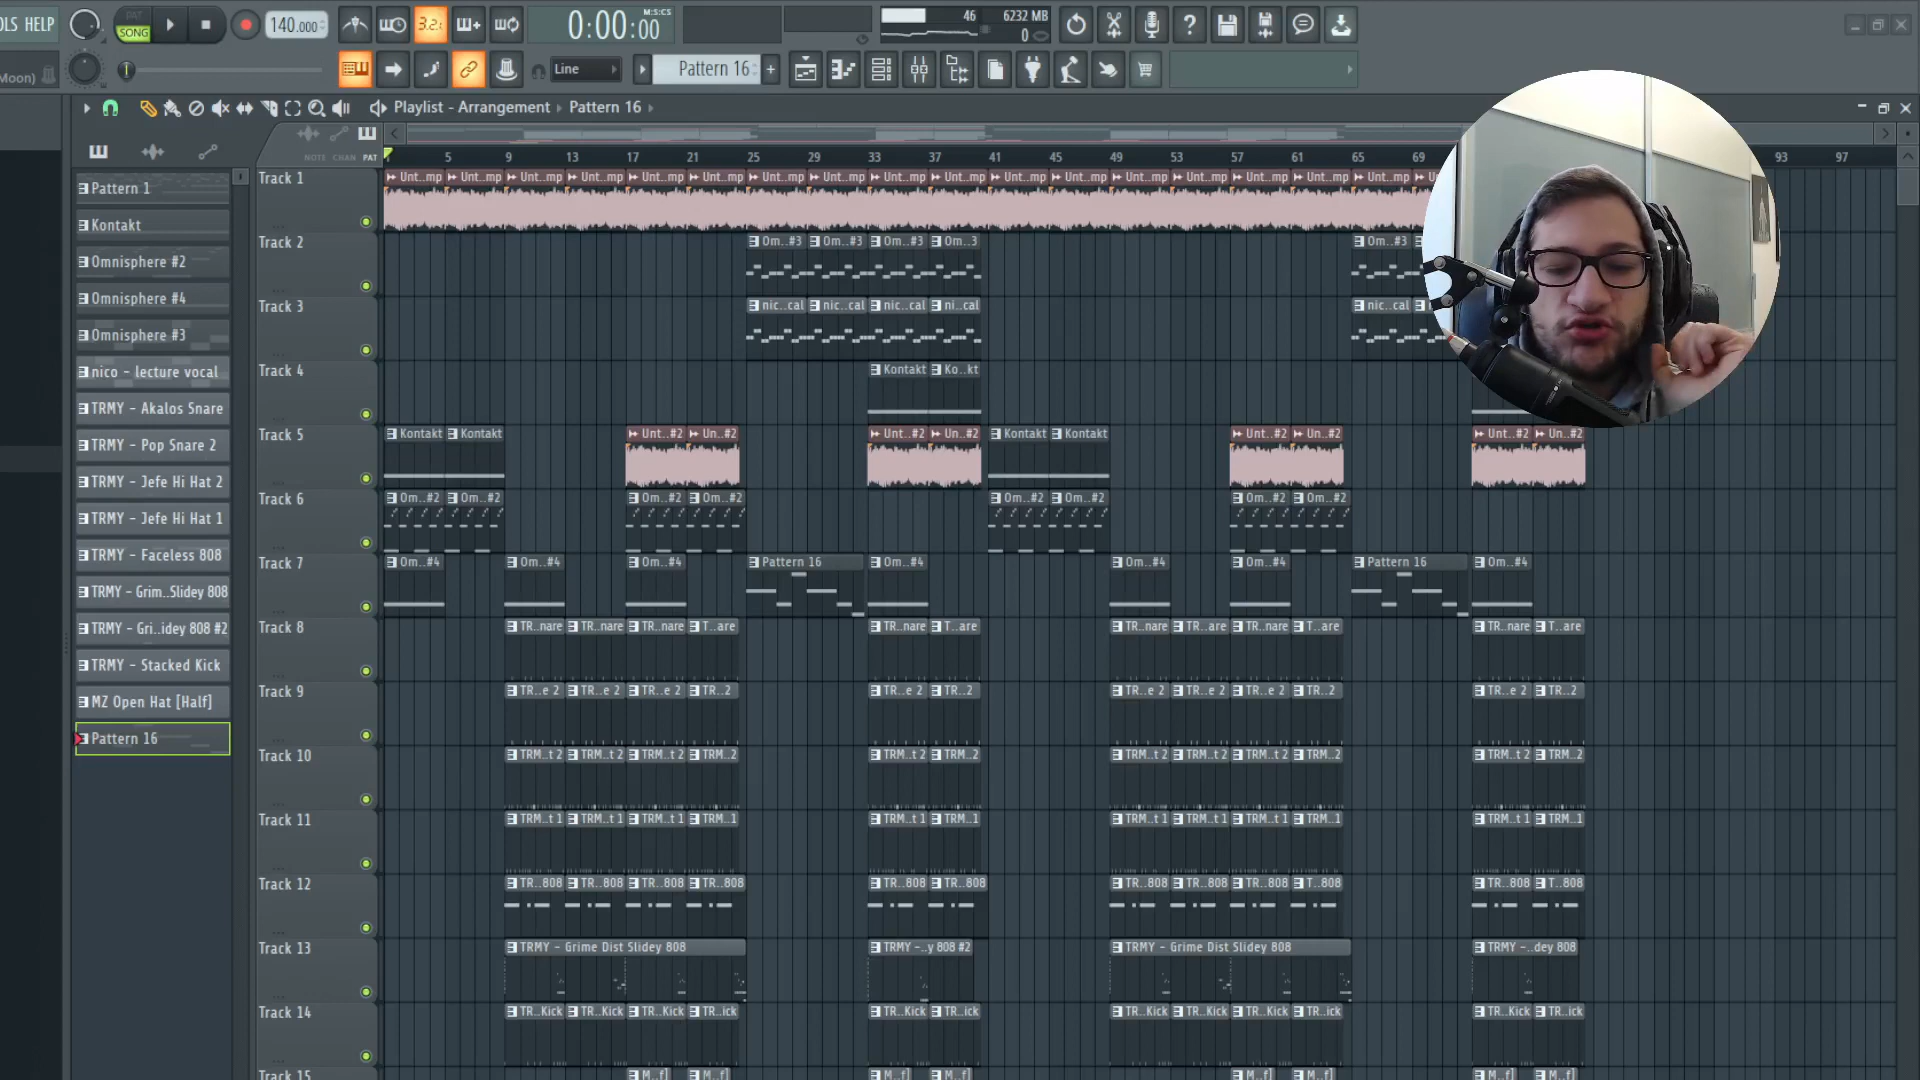 OLS HELP
PAT
SONG
140.000
3.2
0:00:00
M:S:CS
46
6232 MB
0
Moon)
Line
Pattern 16
Playlist - Arrangement
Pattern 16
NOTE CHAN PAT
5 9 13 17 21 25 29 33 37 41 45 49 53 57 61 65 69 93 97
Pattern 1
Kontakt
Omnisphere #2
Omnisphere #4
Omnisphere #3
nico - lecture vocal
TRMY - Akalos Snare
TRMY - Pop Snare 2
TRMY - Jefe Hi Hat 2
TRMY - Jefe Hi Hat 1
TRMY - Faceless 808
TRMY - Grim..Slidey 808
TRMY - Gri..idey 808 #2
TRMY - Stacked Kick
MZ Open Hat [Half]
Pattern 16
Track 1
Unt..mp Unt..mp Unt..mp Unt..mp Unt..mp Unt..mp Unt..mp Unt..mp Unt..mp Unt..mp Unt..mp Unt..mp Unt..mp Unt..mp Unt..mp Unt..mp Unt..mp
Track 2
Om..#3 Om..#3 Om..#3 Om..3 Om..#3
Track 3
nic..cal nic..cal nic..cal ni..cal nic..cal
Track 4
Kontakt Ko..kt
Track 5
Kontakt Kontakt Unt..#2 Un..#2 Unt..#2 Un..#2 Kontakt Kontakt Unt..#2 Un..#2 Unt..#2 Un..#2
Track 6
Om..#2 Om..#2 Om..#2 Om..#2 Om..#2 Om..#2 Om..#2 Om..#2
Track 7
Om..#4 Om..#4 Om..#4 Pattern 16 Om..#4 Om..#4 Om..#4 Pattern 16 Om..#4
Track 8
TR..nare TR..nare TR..nare T..are TR..nare T..are TR..nare TR..are TR..nare T..are TR..nare T..are
Track 9
TR..e 2 TR..e 2 TR..e 2 TR..2 TR..e 2 TR..2 TR..e 2 TR..e 2 TR..e 2 TR..2 TR..e 2 TR..2
Track 10
TRM..t 2 TRM..t 2 TRM..t 2 TRM..2 TRM..t 2 TRM..2 TRM..t 2 TRM..t 2 TRM..t 2 TRM..2 TRM..t 2 TRM..2
Track 11
TRM..t 1 TRM..t 1 TRM..t 1 TRM..1 TRM..t 1 TRM..1 TRM..t 1 TRM..t 1 TRM..t 1 TRM..1 TRM..t 1 TRM..1
Track 12
TR..808 TR..808 TR..808 TR..808 TR..808 TR..808 TR..808 TR..808 TR..808 T..808 TR..808 T..808
Track 13
TRMY - Grime Dist Slidey 808 TRMY -..y 808 #2 TRMY - Grime Dist Slidey 808 TRMY -..dey 808
Track 14
TR..Kick TR..Kick TR..Kick TR..ick TR..Kick TR..ick TR..Kick TR..Kick TR..Kick TR..ick TR..Kick TR..ick
Track 15
M..f] M..f] M..f] M..f] M..f] M..f] M..f] M..f]